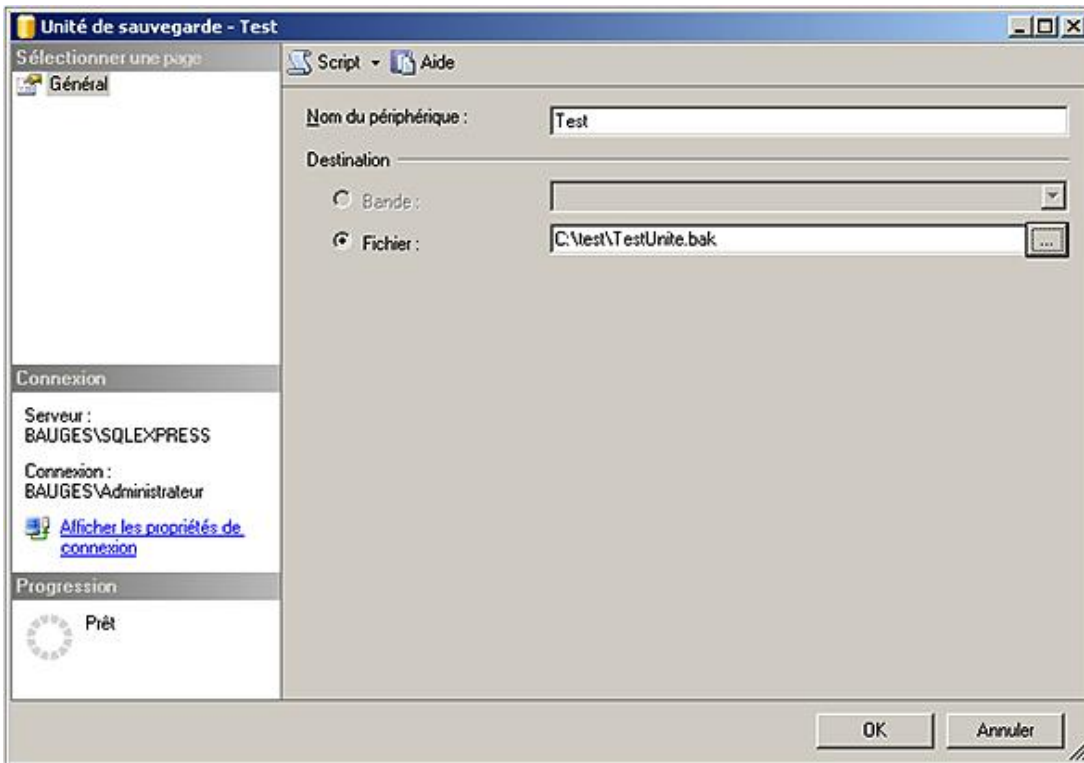 Unité de sauvegarde - Test
Sélectionner une page
Général
Script Aide
Nom du périphérique : Test
Destination
Bande :
Fichier : C:\test\TestUnite.bak ...
Connexion
Serveur :
BAUGES\SQLEXPRESS
Connexion :
BAUGES\Administrateur
Afficher les propriétés de
connexion
Progression
Prêt
OK Annuler